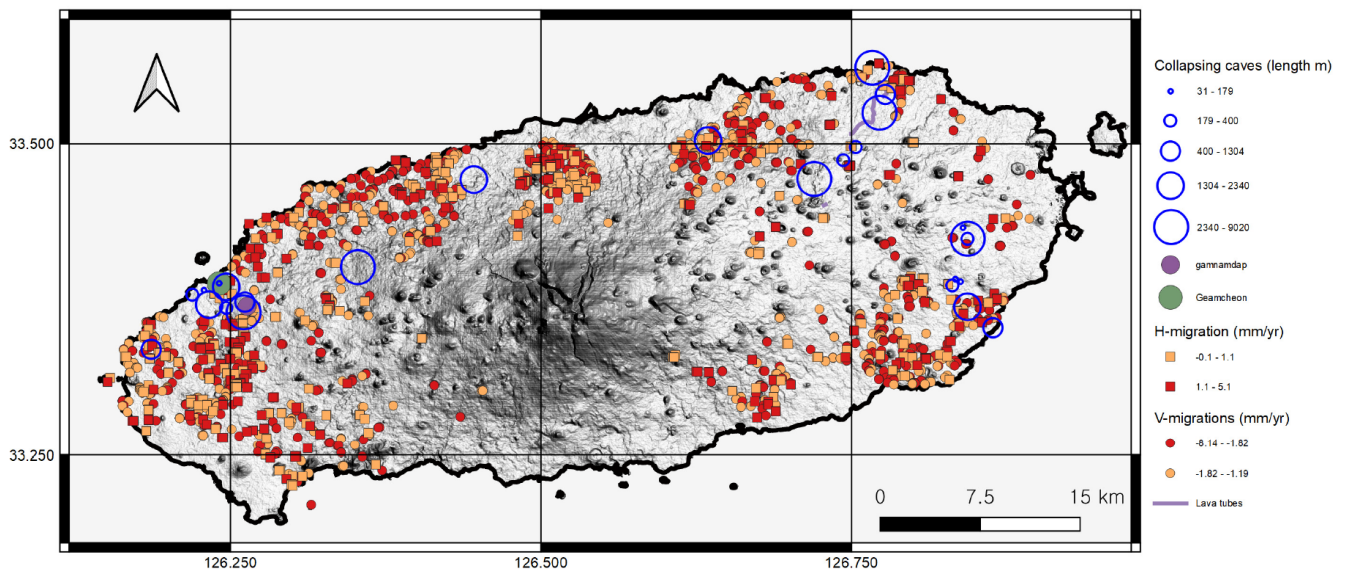 Collapsing caves (length m)
31 - 179
179 - 400
400 - 1304
1304 - 2340
2340 - 9020
gamnamdap
Geamcheon
H-migration (mm/yr)
-0.1 - 1.1
1.1 - 5.1
V-migrations (mm/yr)
-6.14 - -1.82
-1.82 - -1.19
Lava tubes
33.500
33.250
0 7.5 15 km
126.250 126.500 126.750